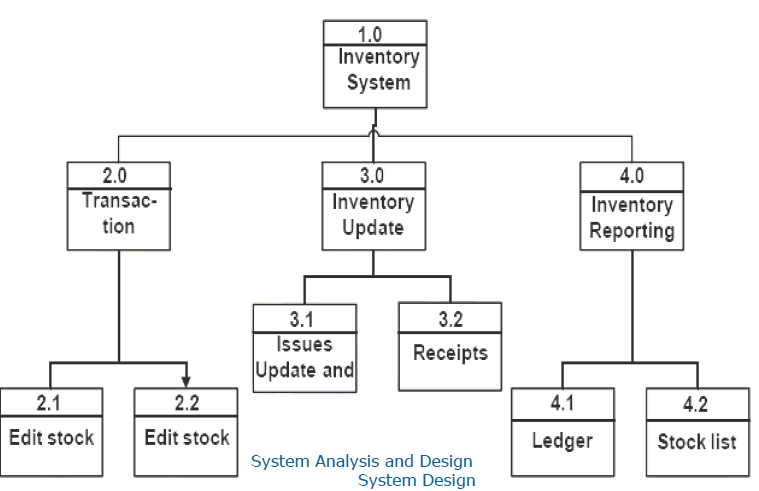 1.0
Inventory
System
2.0
Transac-
tion
3.0
Inventory
Update
4.0
Inventory
Reporting
3.1
Issues
Update and
3.2
Receipts
2.1
Edit stock
2.2
Edit stock
4.1
Ledger
4.2
Stock list
System Analysis and Design
System Design